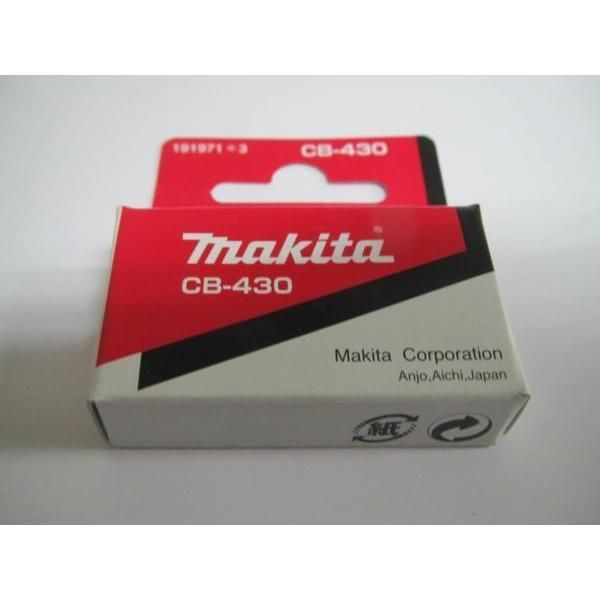 191971-3 CB-430
makita®
CB-430
Makita Corporation
Anjo,Aichi,Japan
紙